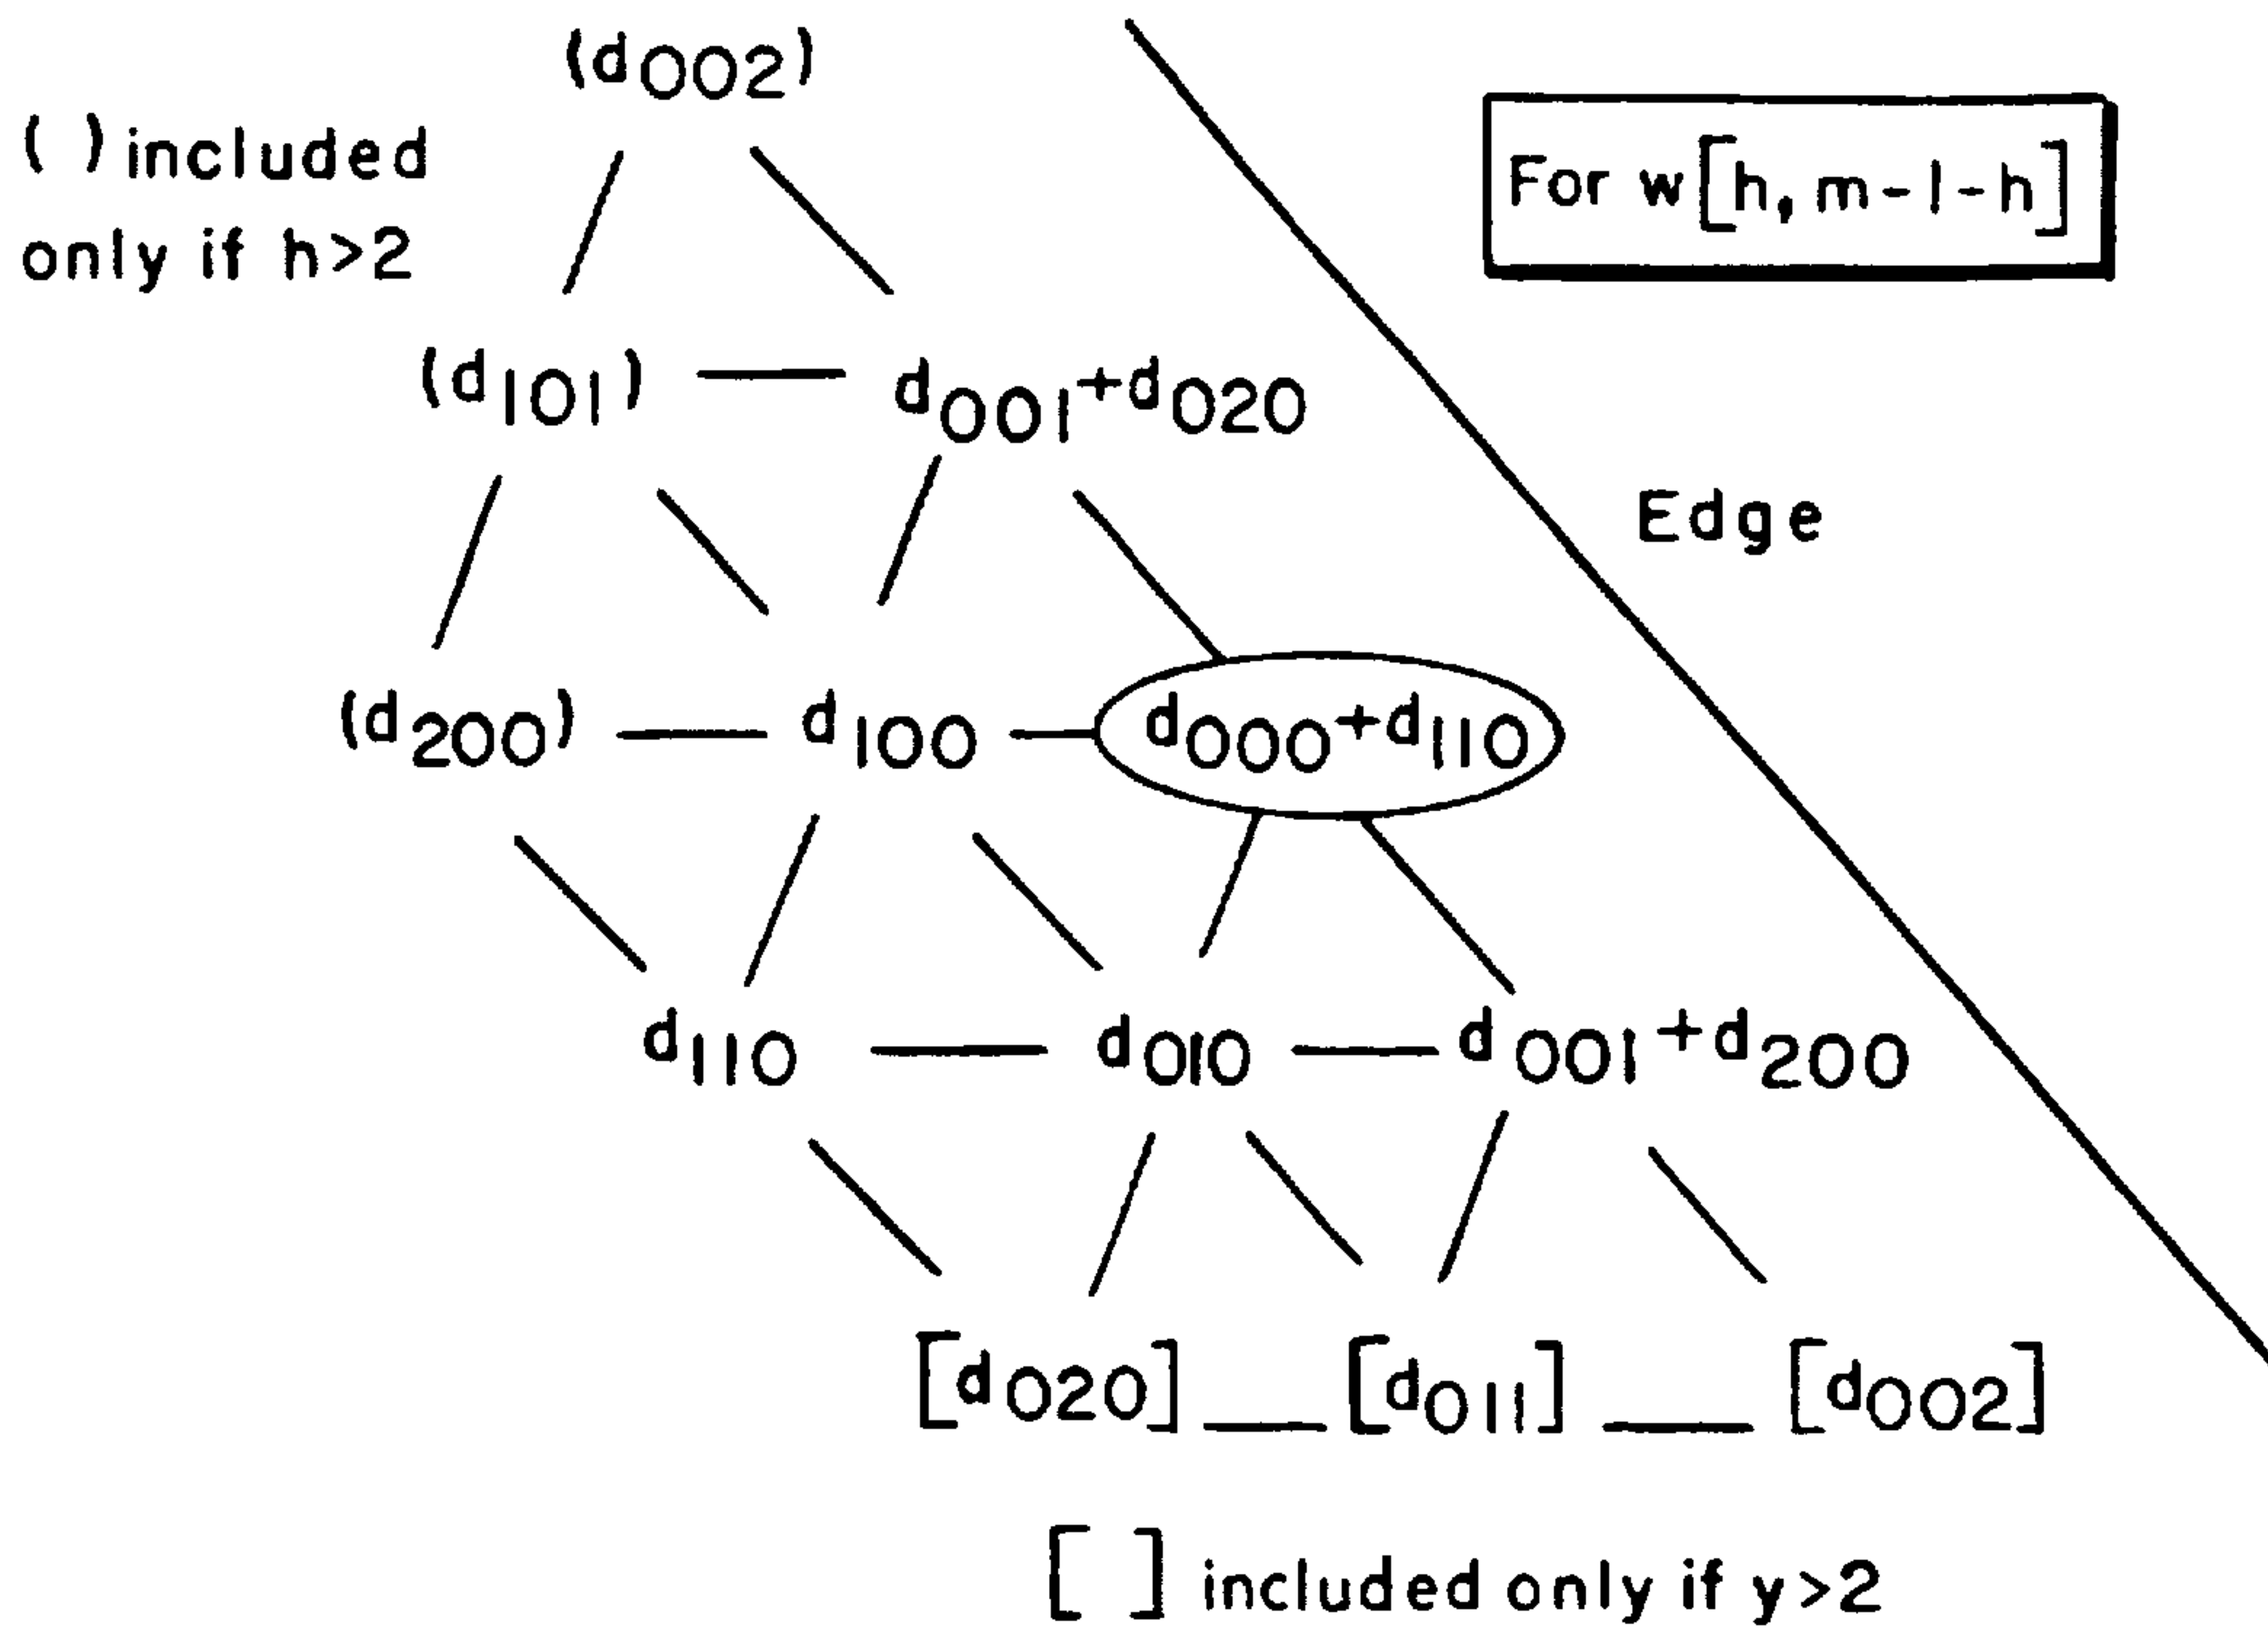 (d002)
( ) included
only if h>2
For w[h, m-1-h]
(d101) d001+d020
Edge
(d200) d100 d000+d110
d110 d010 d001+d200
[d020] [d011] [d002]
[ ] included only if y>2